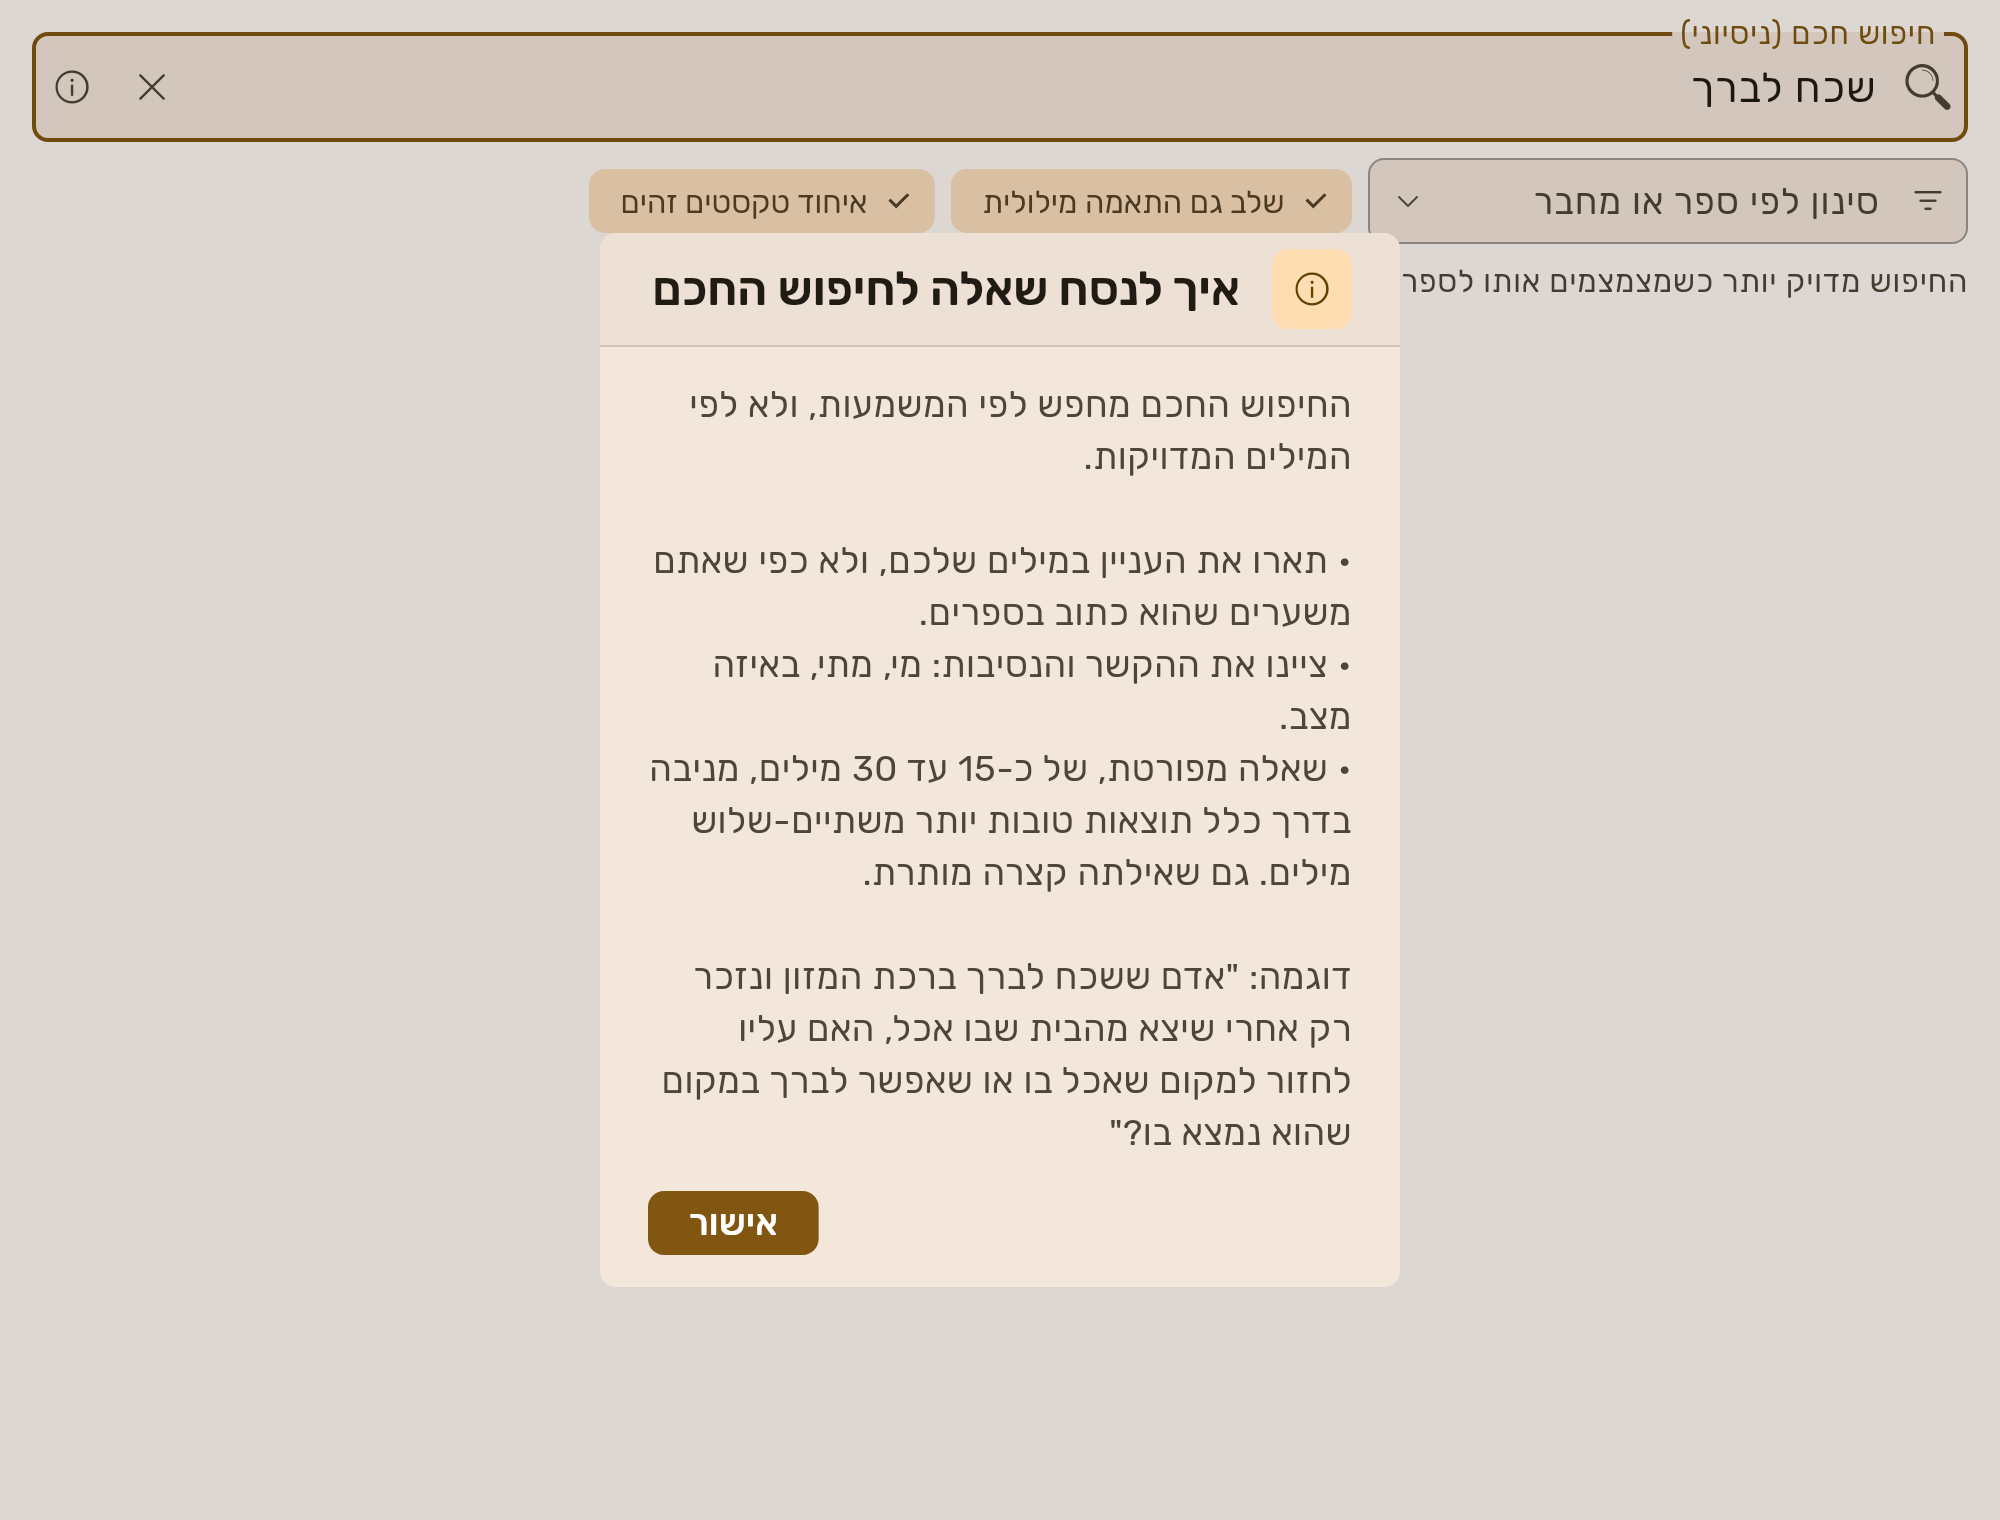 חיפוש חכם (ניסיוני)
שכח לברך
סינון לפי ספר או מחבר
שלב גם התאמה מילולית
איחוד טקסטים זהים
החיפוש מדויק יותר כשמצמצמים אותו לספר
איך לנסח שאלה לחיפוש החכם
החיפוש החכם מחפש לפי המשמעות, ולא לפי
המילים המדויקות.
• תארו את העניין במילים שלכם, ולא כפי שאתם
משערים שהוא כתוב בספרים.
• ציינו את ההקשר והנסיבות: מי, מתי, באיזה
מצב.
• שאלה מפורטת, של כ-15 עד 30 מילים, מניבה
בדרך כלל תוצאות טובות יותר משתיים-שלוש
מילים. גם שאילתה קצרה מותרת.
דוגמה: "אדם ששכח לברך ברכת המזון ונזכר
רק אחרי שיצא מהבית שבו אכל, האם עליו
לחזור למקום שאכל בו או שאפשר לברך במקום
שהוא נמצא בו?"
אישור